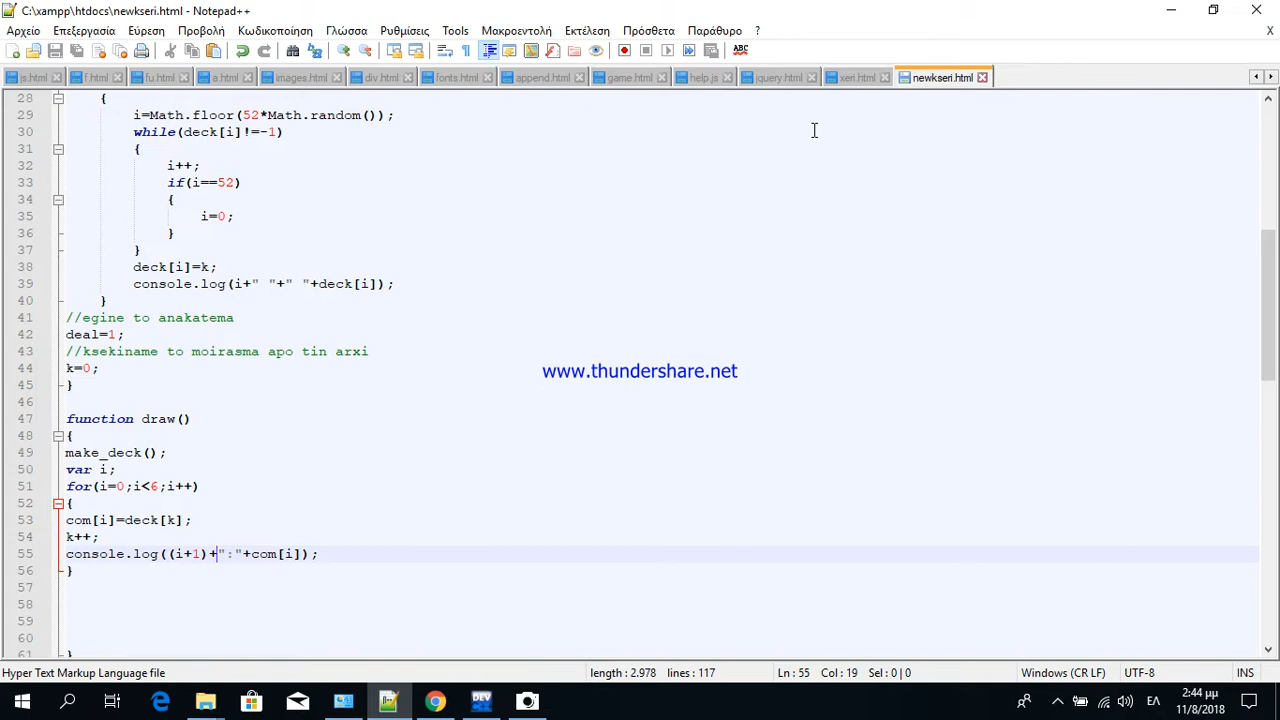 C:\xampp\htdocs\newkseri.html - Notepad++
Αρχείο Επεξεργασία Εύρεση Προβολή Κωδικοποίηση Γλώσσα Ρυθμίσεις Tools Μακροεντολή Εκτέλεση Πρόσθετα Παράθυρο ? X
js.html f.html fu.html a.html images.html div.html fonts.html append.html game.html help.js jquery.html xeri.html newkseri.html
28 {
29 i=Math.floor(52*Math.random());
30 while(deck[i]!=-1)
31 {
32 i++;
33 if(i==52)
34 {
35 i=0;
36 }
37 }
38 deck[i]=k;
39 console.log(i+" "+" "+deck[i]);
40 }
41 //egine to anakatema
42 deal=1;
43 //ksekiname to moirasma apo tin arxi
44 k=0;
45 }
www.thundershare.net
46
47 function draw()
48 {
49 make_deck();
50 var i;
51 for(i=0;i<6;i++)
52 {
53 com[i]=deck[k];
54 k++;
55 console.log((i+1)+":"+com[i]);
56 }
57
58
59
60
61 }
Hyper Text Markup Language file length : 2.978 lines : 117 Ln : 55 Col : 19 Sel : 0 | 0 Windows (CR LF) UTF-8 INS
ΕΛ 2:44 μμ
11/8/2018